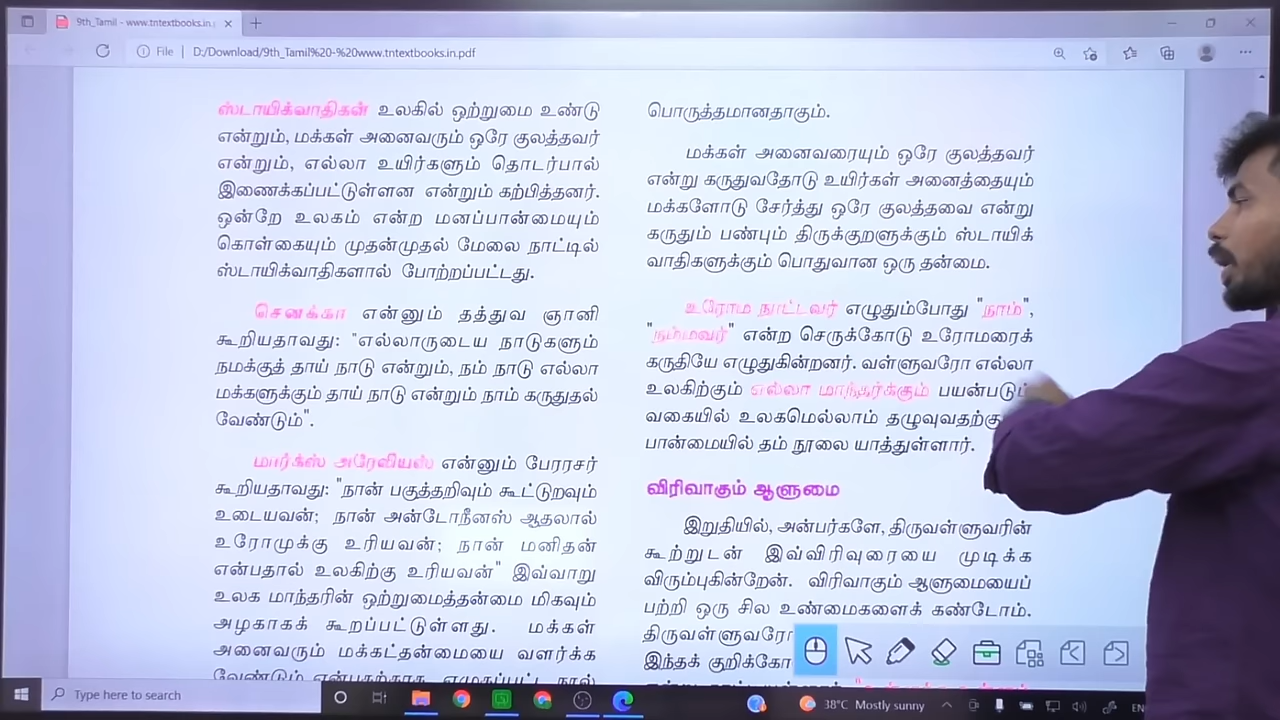 9th_Tamil - www.tntextbooks.in.p
File
D:/Download/9th_Tamil%20-%20www.tntextbooks.in.pdf
ஸ்டாயிக்வாதிகள் உலகில் ஒற்றுமை உண்டு
என்றும், மக்கள் அனைவரும் ஒரே குலத்தவர்
என்றும், எல்லா உயிர்களும் தொடர்பால்
இணைக்கப்பட்டுள்ளன என்றும் கற்பித்தனர்.
ஒன்றே உலகம் என்ற மனப்பான்மையும்
கொள்கையும் முதன்முதல் மேலை நாட்டில்
ஸ்டாயிக்வாதிகளால் போற்றப்பட்டது.
செனக்கா என்னும் தத்துவ ஞானி
கூறியதாவது: "எல்லாருடைய நாடுகளும்
நமக்குத் தாய் நாடு என்றும், நம் நாடு எல்லா
மக்களுக்கும் தாய் நாடு என்றும் நாம் கருதுதல்
வேண்டும்".
மார்க்ஸ் அரேலியஸ் என்னும் பேரரசர்
கூறியதாவது: "நான் பகுத்தறிவும் கூட்டுறவும்
உடையவன்; நான் அன்டோநீனஸ் ஆதலால்
உரோமுக்கு உரியவன்; நான் மனிதன்
என்பதால் உலகிற்கு உரியவன்" இவ்வாறு
உலக மாந்தரின் ஒற்றுமைத்தன்மை மிகவும்
அழகாகக் கூறப்பட்டுள்ளது. மக்கள்
அனைவரும் மக்கட்தன்மையை வளர்க்க
வேண்டும் என்பதற்காக எழுதப்பட்ட நூல்
பொருத்தமானதாகும்.
மக்கள் அனைவரையும் ஒரே குலத்தவர்
என்று கருதுவதோடு உயிர்கள் அனைத்தையும்
மக்களோடு சேர்த்து ஒரே குலத்தவை என்று
கருதும் பண்பும் திருக்குறளுக்கும் ஸ்டாயிக்
வாதிகளுக்கும் பொதுவான ஒரு தன்மை.
உரோம நாட்டவர் எழுதும்போது "நாம்",
"நம்மவர்" என்ற செருக்கோடு உரோமரைக்
கருதியே எழுதுகின்றனர். வள்ளுவரோ எல்லா
உலகிற்கும் எல்லா மாந்தர்க்கும் பயன்படும்
வகையில் உலகமெல்லாம் தழுவுவதற்கு
பான்மையில் தம் நூலை யாத்துள்ளார்.
விரிவாகும் ஆளுமை
இறுதியில், அன்பர்களே, திருவள்ளுவரின்
கூற்றுடன் இவ்விரிவுரையை முடிக்க
விரும்புகின்றேன். விரிவாகும் ஆளுமையைப்
பற்றி ஒரு சில உண்மைகளைக் கண்டோம்.
திருவள்ளுவரோ
இந்தக் குறிக்கோ
Type here to search
38°C Mostly sunny
EN